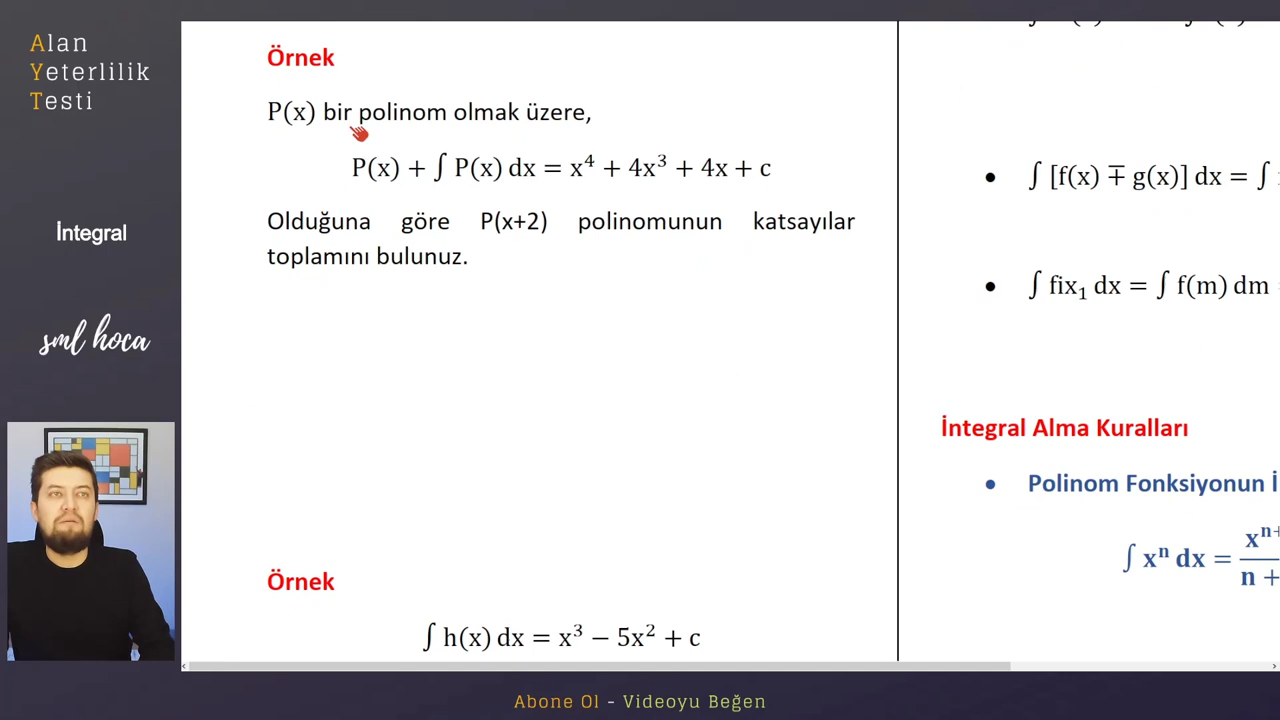 Alan
Yeterlilik
Testi
İntegral
sml hoca
Örnek
P(x) bir polinom olmak üzere,
P(x) + ∫ P(x) dx = x⁴ + 4x³ + 4x + c
Olduğuna göre P(x+2) polinomunun katsayılar
toplamını bulunuz.
Örnek
∫ h(x) dx = x³ − 5x² + c
• ∫ [f(x) ∓ g(x)] dx = ∫
• ∫ fix₁ dx = ∫ f(m) dm =
İntegral Alma Kuralları
• Polinom Fonksiyonun İ
∫ xⁿ dx = xⁿ⁺ / n +
Abone Ol - Videoyu Beğen